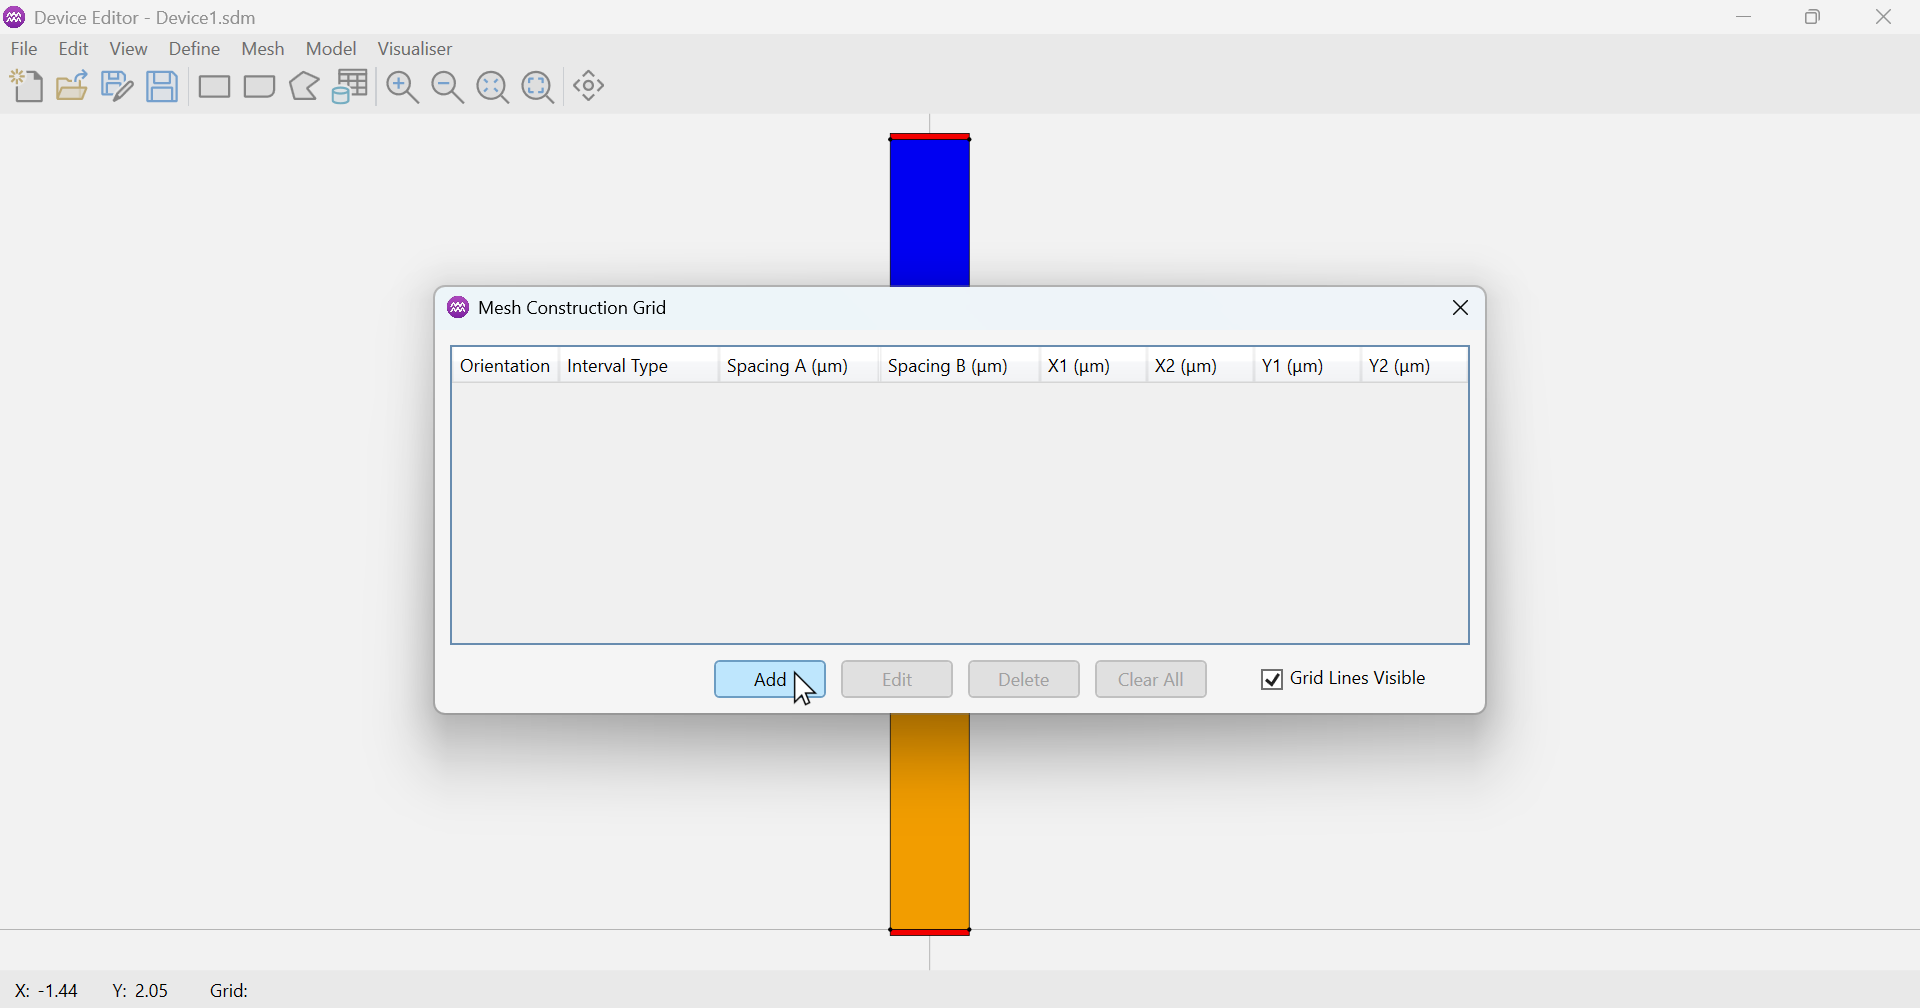 Device Editor - Device1.sdm
File Edit View Define Mesh Model Visualiser
Mesh Construction Grid
Orientation Interval Type Spacing A (μm) Spacing B (μm) X1 (μm) X2 (μm) Y1 (μm) Y2 (μm)
Add Edit Delete Clear All Grid Lines Visible
X: -1.44 Y: 2.05 Grid: